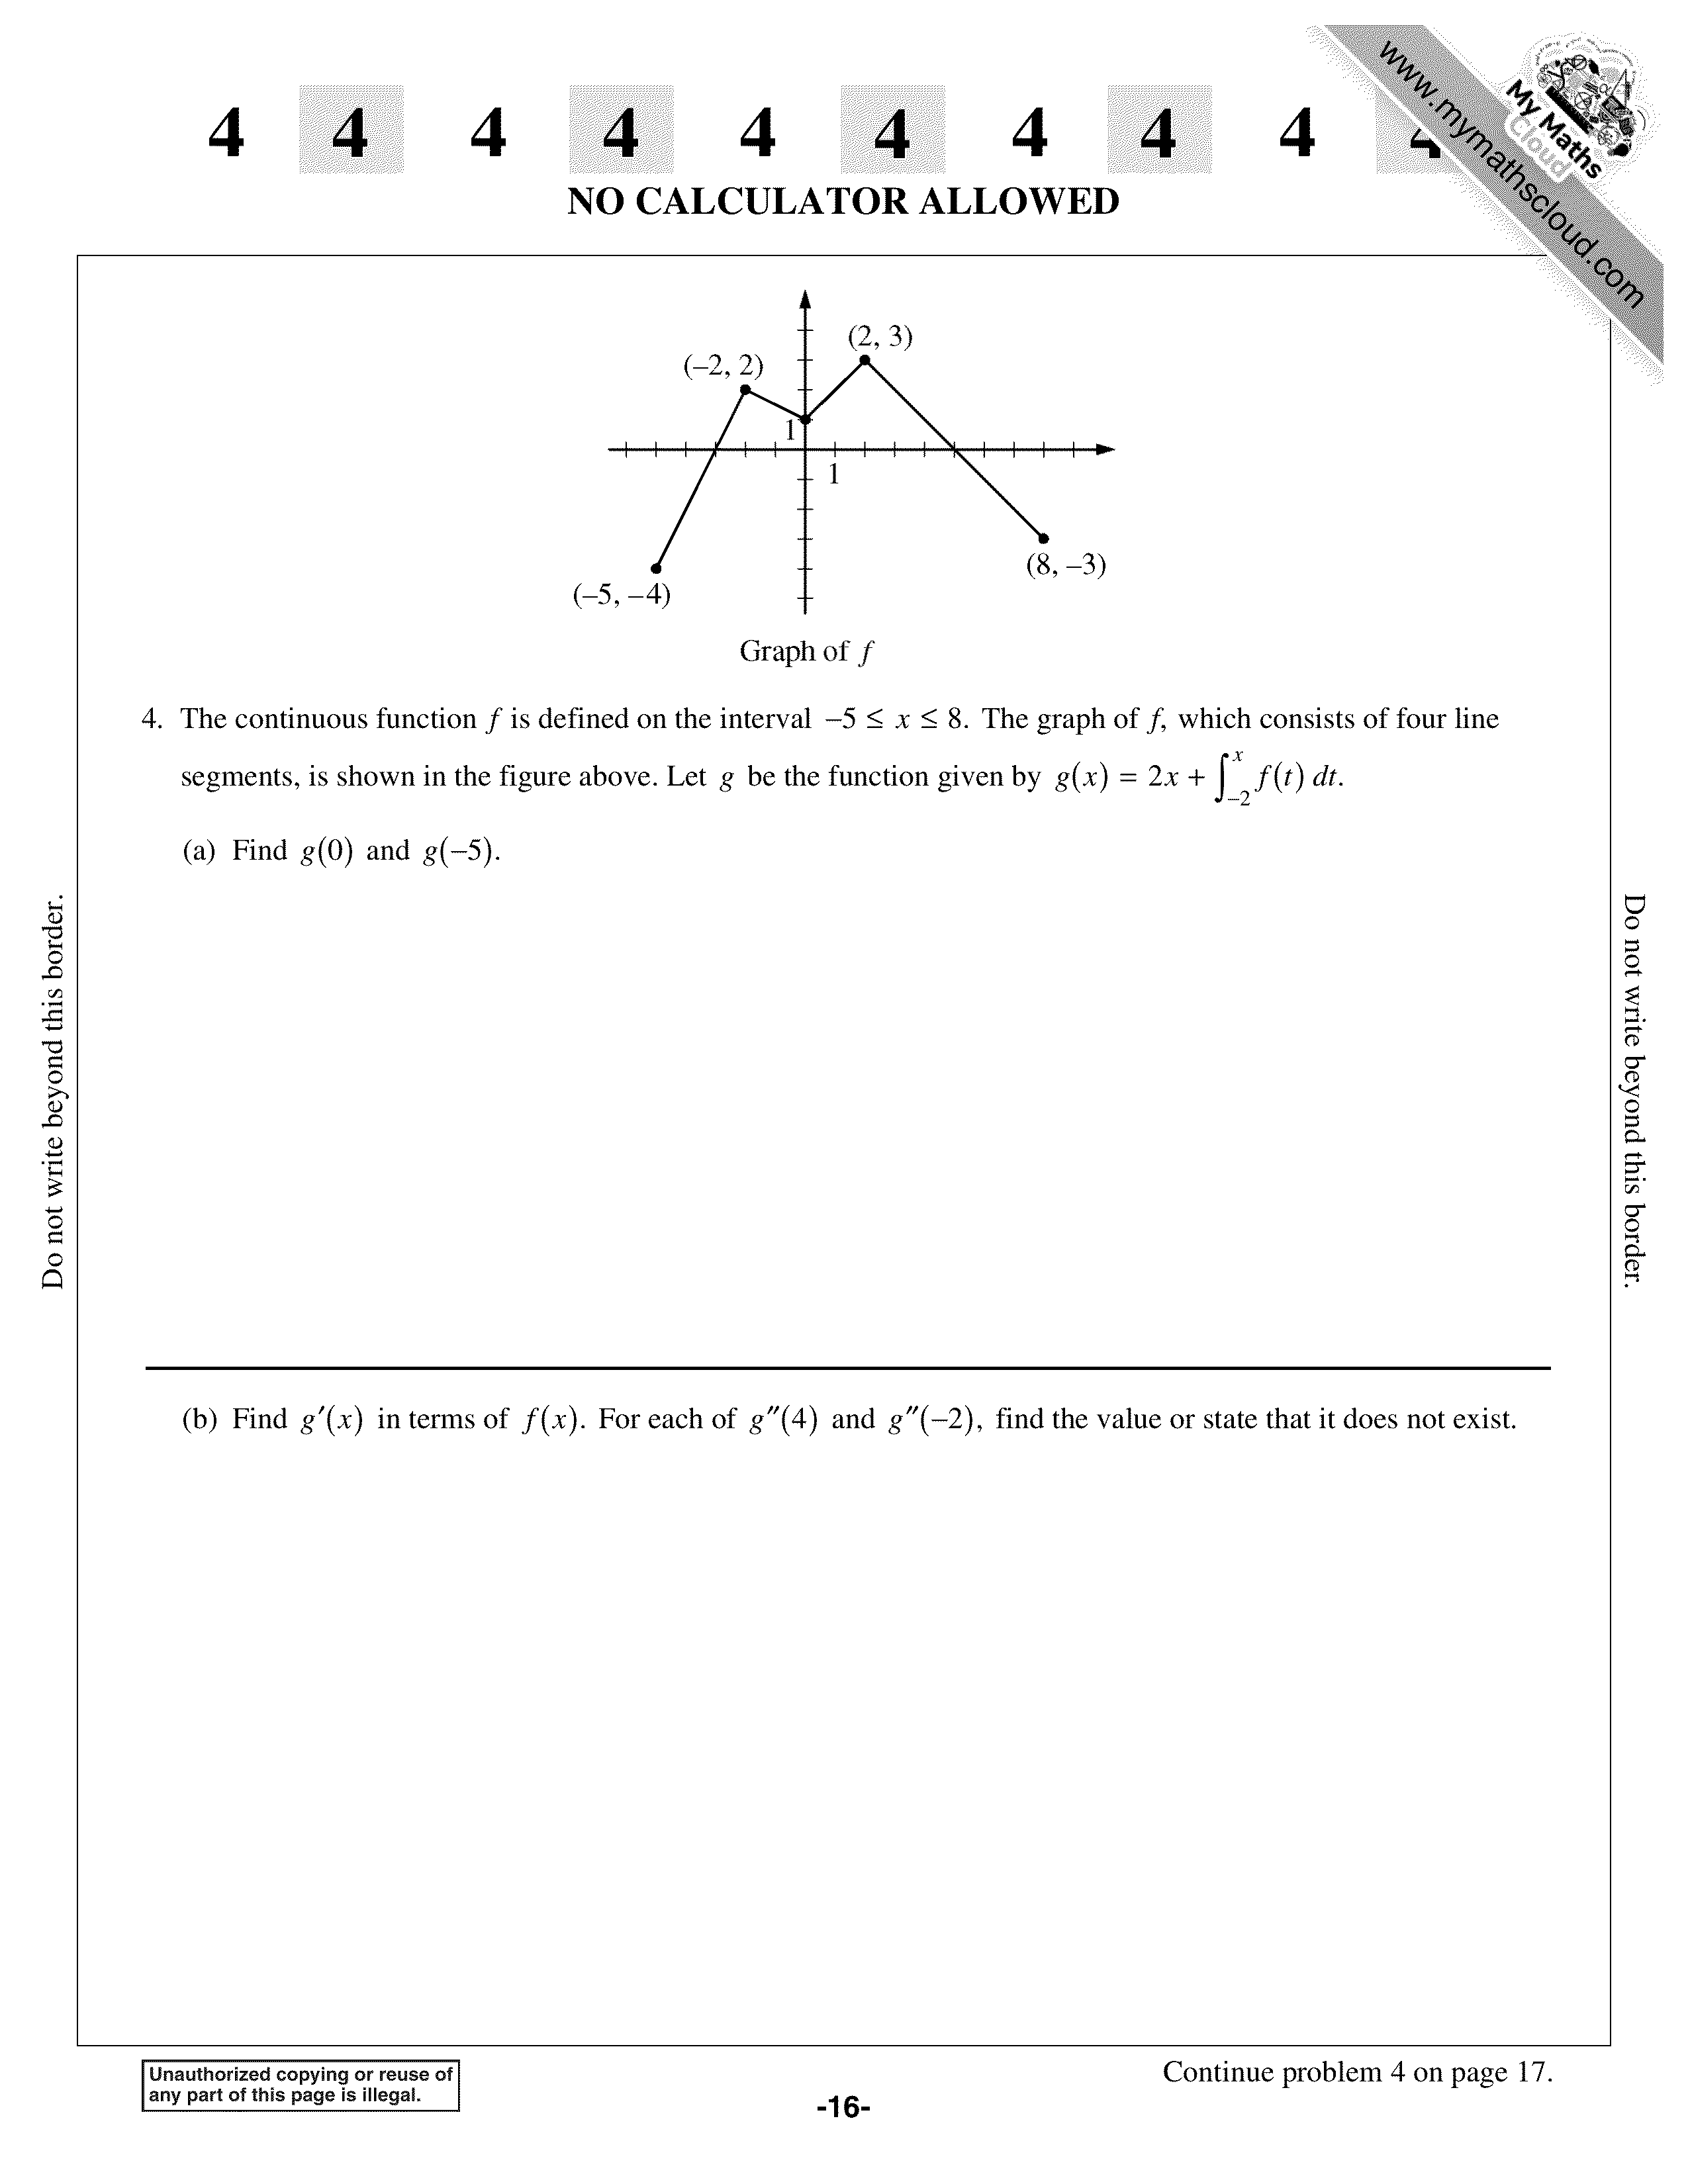 4 4 4 4 4 4 4 4 4 4
www.mymathscloud.com
My Maths
Cloud
NO CALCULATOR ALLOWED
(2, 3)
(–2, 2)
1
1
(8, –3)
(–5, –4)
Graph of f
4. The continuous function f is defined on the interval –5 ≤ x ≤ 8. The graph of f, which consists of four line
segments, is shown in the figure above. Let g be the function given by g(x) = 2x + ∫_{–2}^{x} f(t) dt.
(a) Find g(0) and g(–5).
Do not write beyond this border.
Do not write beyond this border.
(b) Find g′(x) in terms of f(x). For each of g″(4) and g″(–2), find the value or state that it does not exist.
Unauthorized copying or reuse of
any part of this page is illegal.
Continue problem 4 on page 17.
-16-